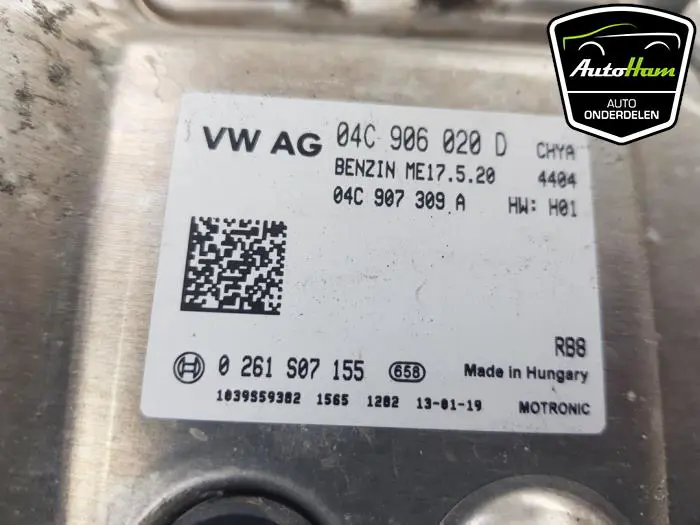 AutoHam
AUTO
ONDERDELEN
VW AG 04C 906 020 D CHYA
BENZIN ME17.5.20 4404
04C 907 309 A HW: H01
RB8
0 261 S07 155 658 Made in Hungary
1039S59382 1565 1282 13-01-19 MOTRONIC